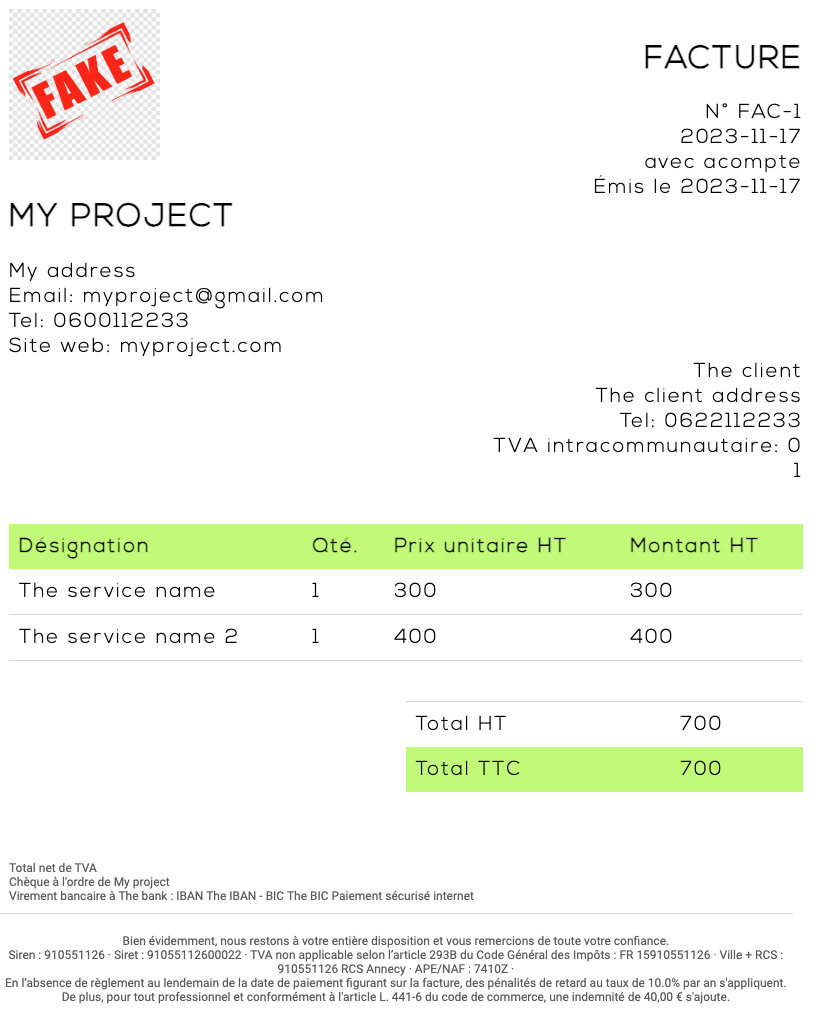 FAKE
FACTURE
N° FAC-1
2023-11-17
avec acompte
Émis le 2023-11-17
MY PROJECT
My address
Email: myproject@gmail.com
Tel: 0600112233
Site web: myproject.com
The client
The client address
Tel: 0622112233
TVA intracommunautaire: 0
1
Désignation Qté. Prix unitaire HT Montant HT
The service name 1 300 300
The service name 2 1 400 400
Total HT 700
Total TTC 700
Total net de TVA
Chèque à l'ordre de My project
Virement bancaire à The bank : IBAN The IBAN - BIC The BIC Paiement sécurisé internet
Bien évidemment, nous restons à votre entière disposition et vous remercions de toute votre confiance.
Siren : 910551126 · Siret : 91055112600022 · TVA non applicable selon l’article 293B du Code Général des Impôts : FR 15910551126 · Ville + RCS :
910551126 RCS Annecy · APE/NAF : 7410Z ·
En l’absence de règlement au lendemain de la date de paiement figurant sur la facture, des pénalités de retard au taux de 10.0% par an s'appliquent.
De plus, pour tout professionnel et conformément à l'article L. 441-6 du code de commerce, une indemnité de 40,00 € s'ajoute.